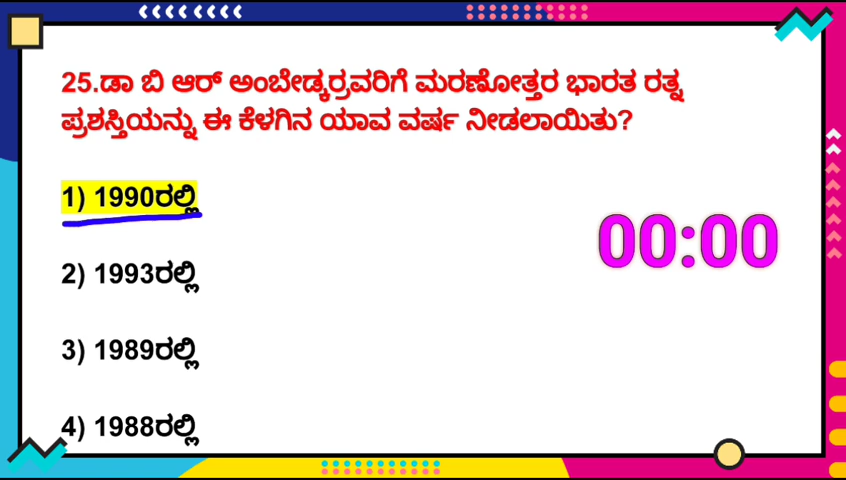 25.ಡಾ ಬಿ ಆರ್ ಅಂಬೇಡ್ಕರ್ರವರಿಗೆ ಮರಣೋತ್ತರ ಭಾರತ ರತ್ನ
ಪ್ರಶಸ್ತಿಯನ್ನು ಈ ಕೆಳಗಿನ ಯಾವ ವರ್ಷ ನೀಡಲಾಯಿತು?
1) 1990ರಲ್ಲಿ
00:00
2) 1993ರಲ್ಲಿ
3) 1989ರಲ್ಲಿ
4) 1988ರಲ್ಲಿ